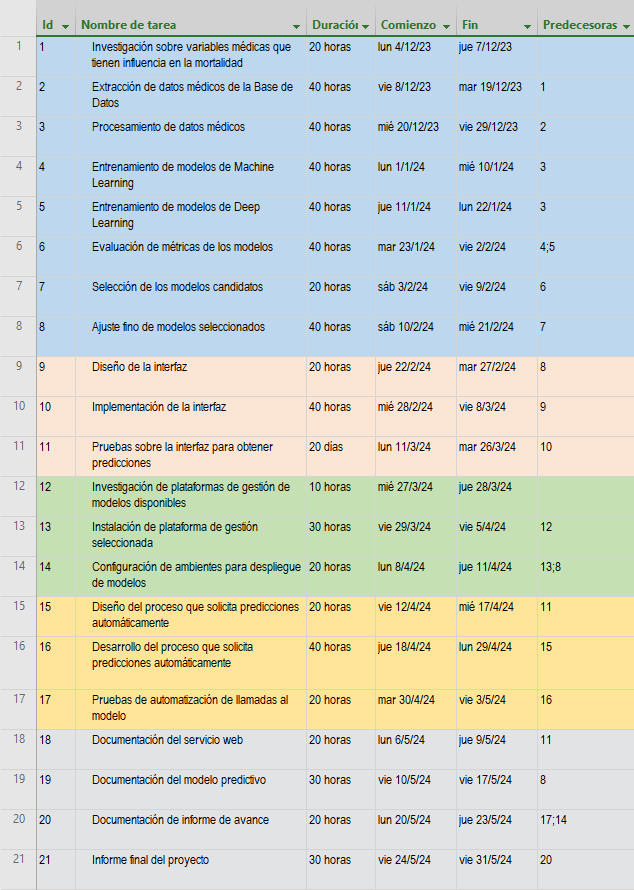 Id Nombre de tarea Duració Comienzo Fin Predecesoras
1 1 Investigación sobre variables médicas que 20 horas lun 4/12/23 jue 7/12/23
tienen influencia en la mortalidad
2 2 Extracción de datos médicos de la Base de 40 horas vie 8/12/23 mar 19/12/23 1
Datos
3 3 Procesamiento de datos médicos 40 horas mié 20/12/23 vie 29/12/23 2
4 4 Entrenamiento de modelos de Machine 40 horas lun 1/1/24 mié 10/1/24 3
Learning
5 5 Entrenamiento de modelos de Deep 40 horas jue 11/1/24 lun 22/1/24 3
Learning
6 6 Evaluación de métricas de los modelos 40 horas mar 23/1/24 vie 2/2/24 4;5
7 7 Selección de los modelos candidatos 20 horas sáb 3/2/24 vie 9/2/24 6
8 8 Ajuste fino de modelos seleccionados 40 horas sáb 10/2/24 mié 21/2/24 7
9 9 Diseño de la interfaz 20 horas jue 22/2/24 mar 27/2/24 8
10 10 Implementación de la interfaz 40 horas mié 28/2/24 vie 8/3/24 9
11 11 Pruebas sobre la interfaz para obtener 20 días lun 11/3/24 mar 26/3/24 10
predicciones
12 12 Investigación de plataformas de gestión de 10 horas mié 27/3/24 jue 28/3/24
modelos disponibles
13 13 Instalación de plataforma de gestión 30 horas vie 29/3/24 vie 5/4/24 12
seleccionada
14 14 Configuración de ambientes para despliegue 20 horas lun 8/4/24 jue 11/4/24 13;8
de modelos
15 15 Diseño del proceso que solicita predicciones 20 horas vie 12/4/24 mié 17/4/24 11
automáticamente
16 16 Desarrollo del proceso que solicita 40 horas jue 18/4/24 lun 29/4/24 15
predicciones automáticamente
17 17 Pruebas de automatización de llamadas al 20 horas mar 30/4/24 vie 3/5/24 16
modelo
18 18 Documentación del servicio web 20 horas lun 6/5/24 jue 9/5/24 11
19 19 Documentación del modelo predictivo 30 horas vie 10/5/24 vie 17/5/24 8
20 20 Documentación de informe de avance 20 horas lun 20/5/24 jue 23/5/24 17;14
21 21 Informe final del proyecto 30 horas vie 24/5/24 vie 31/5/24 20